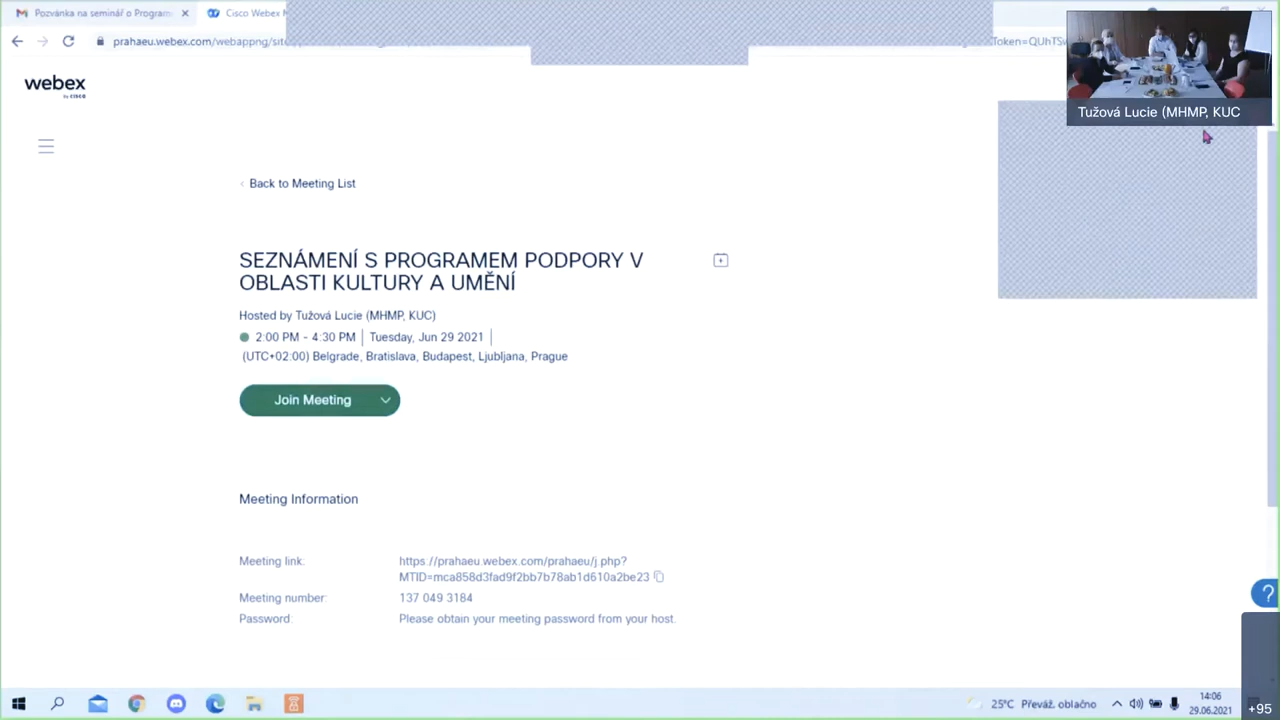 Pozvánka na seminář o Program
Cisco Webex M
prahaeu.webex.com/webappng/sit
Token=QUhTSw
webex
by CISCO
Tužová Lucie (MHMP, KUC
Back to Meeting List
SEZNÁMENÍ S PROGRAMEM PODPORY V
OBLASTI KULTURY A UMĚNÍ
Hosted by Tužová Lucie (MHMP, KUC)
2:00 PM - 4:30 PM | Tuesday, Jun 29 2021 |
(UTC+02:00) Belgrade, Bratislava, Budapest, Ljubljana, Prague
Join Meeting
Meeting Information
Meeting link: https://prahaeu.webex.com/prahaeu/j.php?
MTID=mca858d3fad9f2bb7b78ab1d610a2be23
Meeting number: 137 049 3184
Password: Please obtain your meeting password from your host.
?
25°C Převáž. oblačno
14:06
29.06.2021
+95